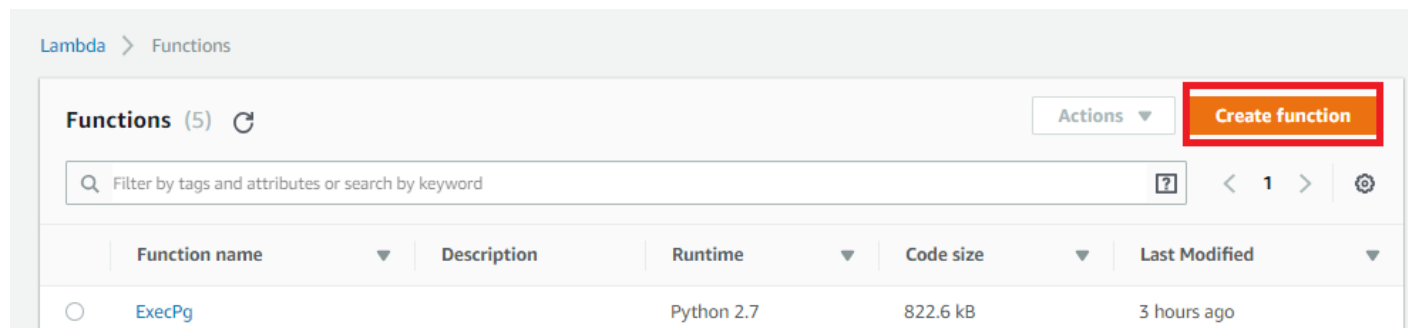 Lambda > Functions
Functions (5)
Actions
Create function
Filter by tags and attributes or search by keyword
?
< 1 >
Function name
Description
Runtime
Code size
Last Modified
ExecPg
Python 2.7
822.6 kB
3 hours ago